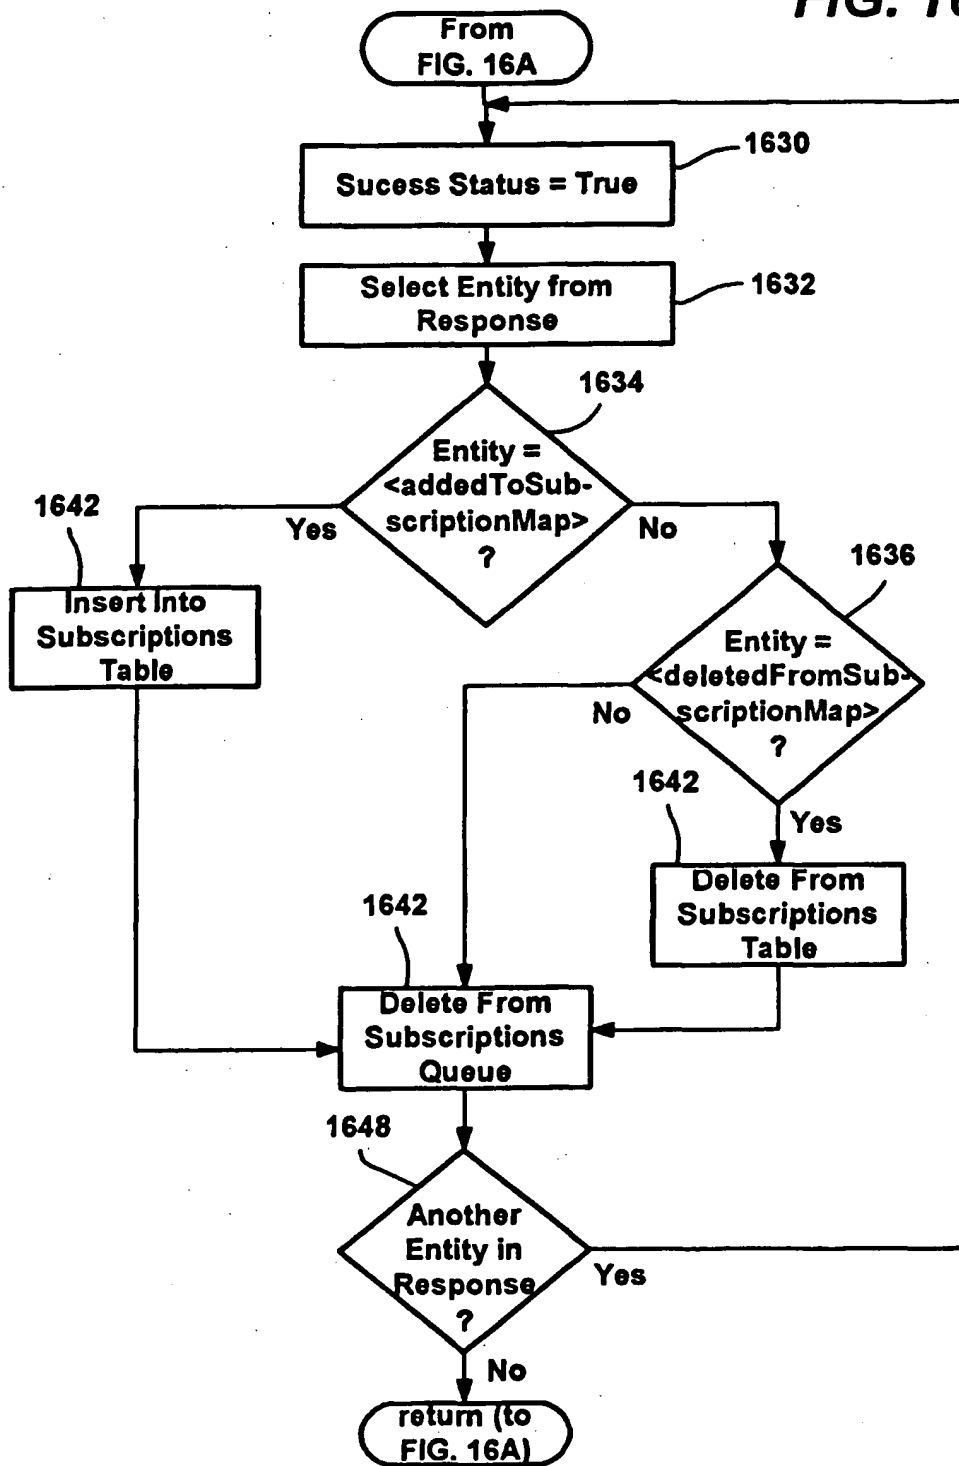 FIG. 16
From
FIG. 16A
1630
Sucess Status = True
1632
Select Entity from
Response
1634
Entity =
<addedToSub-
scriptionMap>
?
Yes
No
1642
Insert Into
Subscriptions
Table
1636
Entity =
<deletedFromSub-
scriptionMap>
?
No
Yes
1642
Delete From
Subscriptions
Table
1642
Delete From
Subscriptions
Queue
1648
Another
Entity in
Response
?
Yes
No
return (to
FIG. 16A)